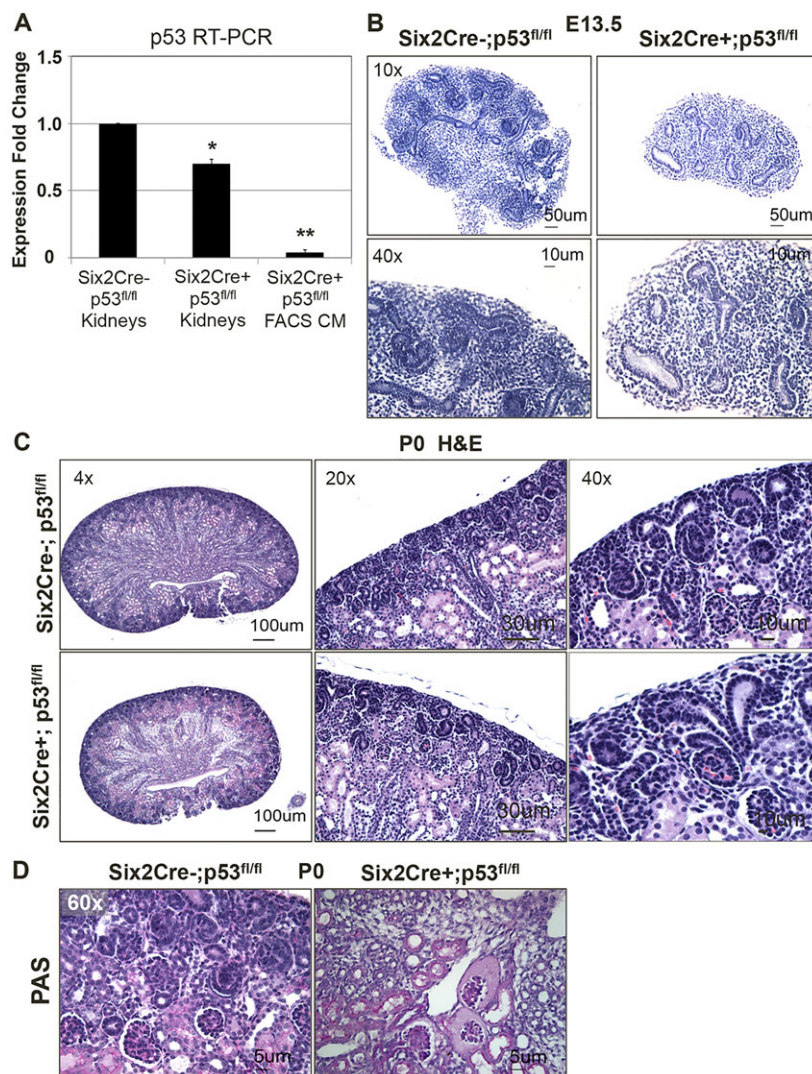 A
p53 RT-PCR
Expression Fold Change
1.0
0.5
0
*
**
Six2Cre-
p53fl/fl
Kidneys
Six2Cre+
p53fl/fl
Kidneys
Six2Cre+
p53fl/fl
FACS CM
B
E13.5
Six2Cre-;p53fl/fl
Six2Cre+;p53fl/fl
10x
50um
50um
40x
10um
10um
C
P0 H&E
Six2Cre-; p53fl/fl
4x
100um
20x
30um
40x
10um
Six2Cre+; p53fl/fl
100um
30um
10um
D
Six2Cre-;p53fl/fl
P0
Six2Cre+;p53fl/fl
PAS
60x
5um
5um